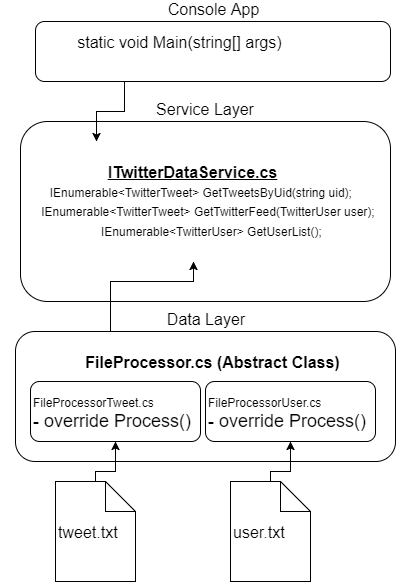 Console App
static void Main(string[] args)
Service Layer
ITwitterDataService.cs
IEnumerable<TwitterTweet> GetTweetsByUid(string uid);
IEnumerable<TwitterTweet> GetTwitterFeed(TwitterUser user);
IEnumerable<TwitterUser> GetUserList();
Data Layer
FileProcessor.cs (Abstract Class)
FileProcessorTweet.cs
- override Process()
FileProcessorUser.cs
- override Process()
tweet.txt
user.txt